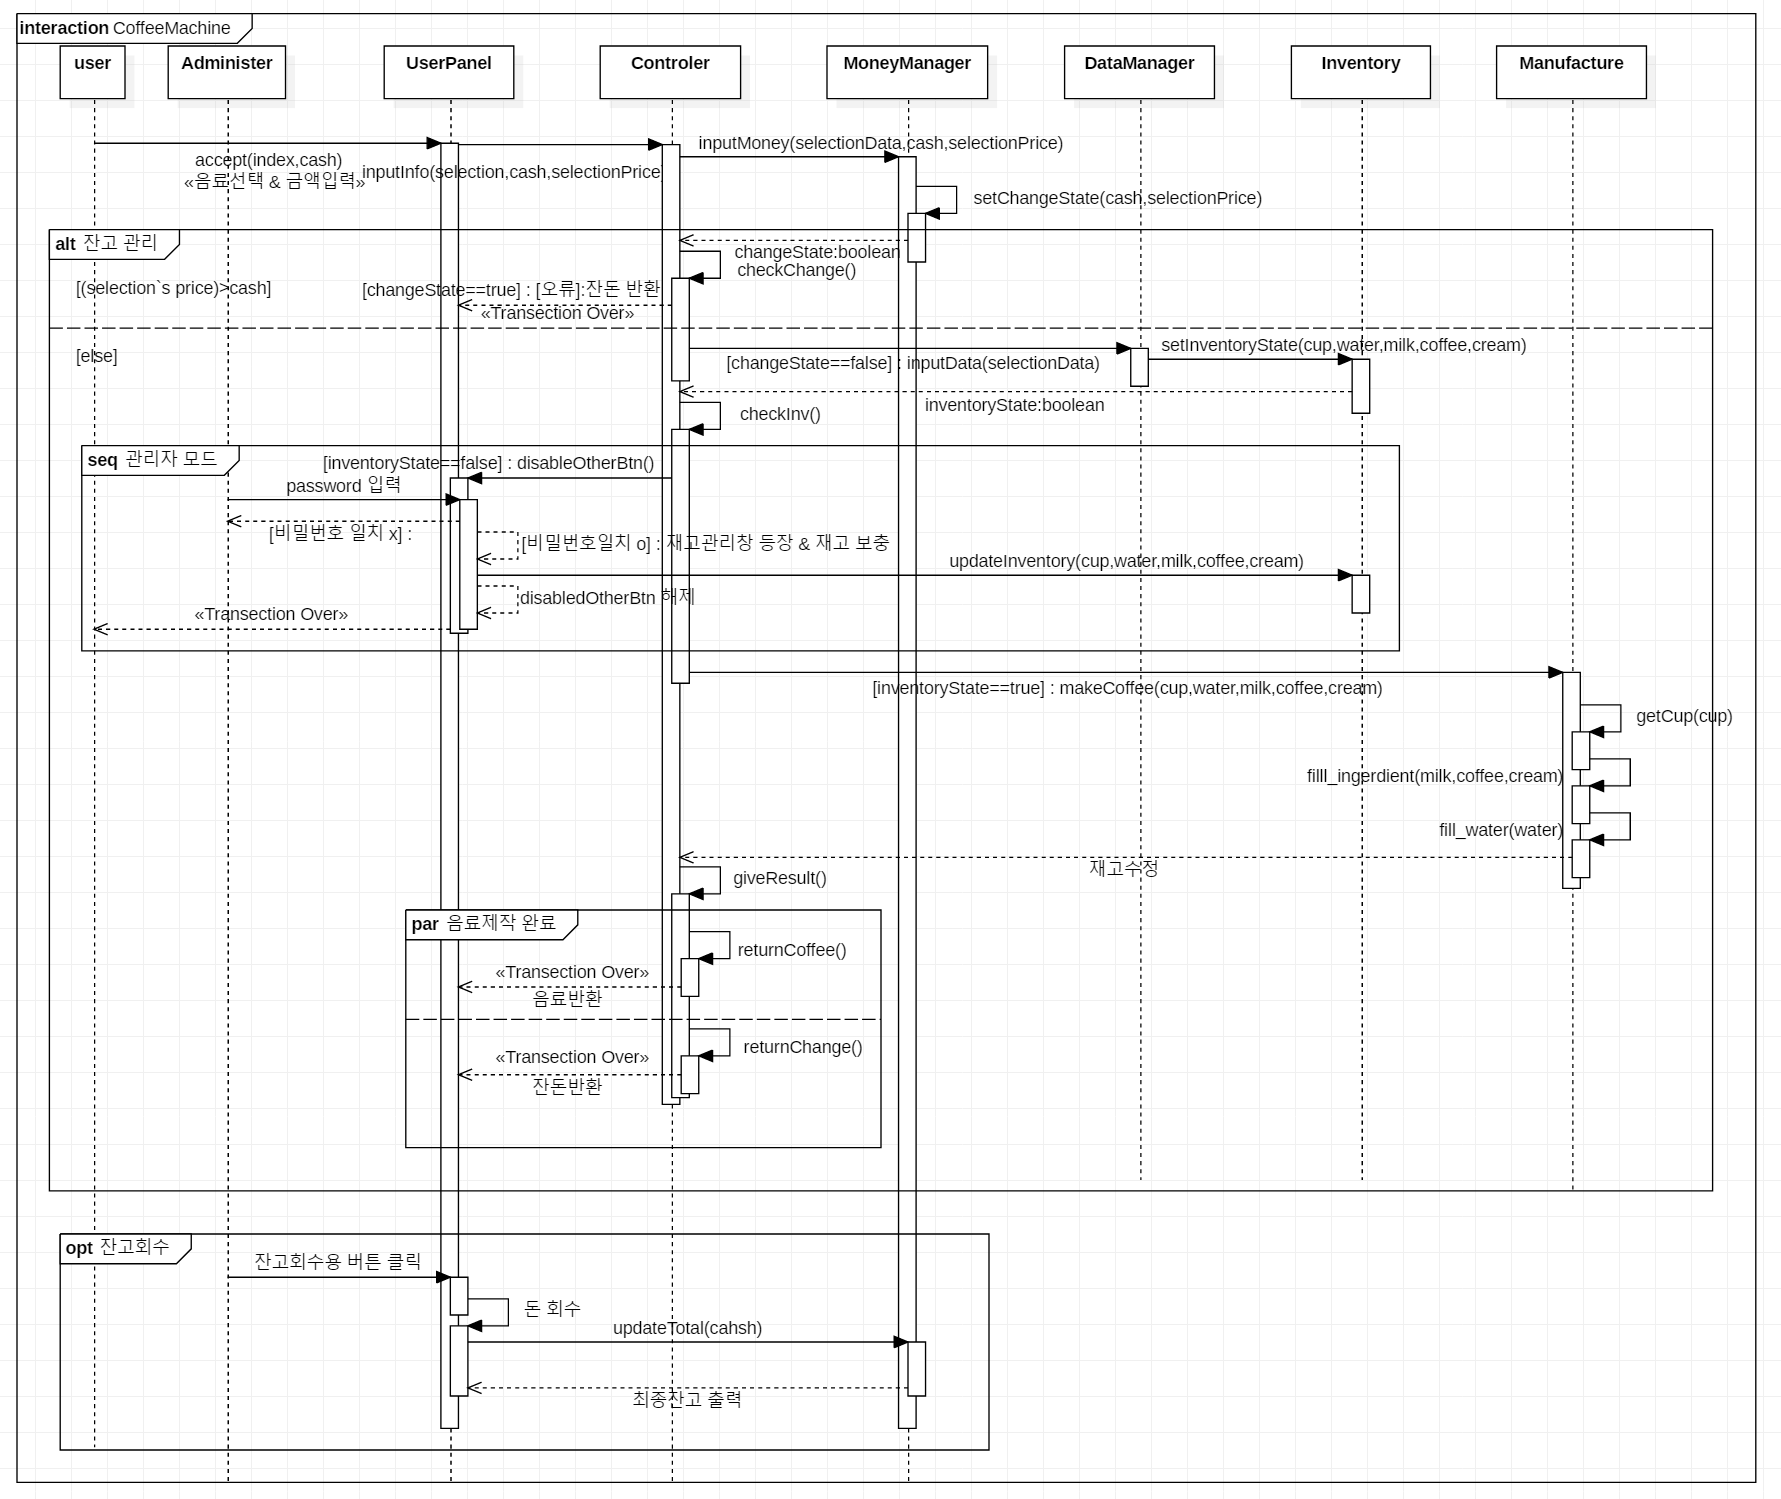 interaction CoffeeMachine
user
Administer
UserPanel
Controler
MoneyManager
DataManager
Inventory
Manufacture
inputMoney(selectionData,cash,selectionPrice)
accept(index,cash)
«음료선택 & 금액입력»
inputInfo(selection,cash,selectionPrice
setChangeState(cash,selectionPrice)
alt 잔고 관리
changeState:boolean
checkChange()
[(selection`s price)>cash]
[changeState==true] : [오류]:잔돈 반환
«Transection Over»
[else]
setInventoryState(cup,water,milk,coffee,cream)
[changeState==false] : inputData(selectionData)
inventoryState:boolean
checkInv()
seq 관리자 모드
[inventoryState==false] : disableOtherBtn()
password 입력
[비밀번호 일치 x] :
[비밀번호일치 o] : 재고관리창 등장 & 재고 보충
updateInventory(cup,water,milk,coffee,cream)
disabledOtherBtn 해제
«Transection Over»
[inventoryState==true] : makeCoffee(cup,water,milk,coffee,cream)
getCup(cup)
filll_ingerdient(milk,coffee,cream)
fill_water(water)
재고수정
giveResult()
par 음료제작 완료
returnCoffee()
«Transection Over»
음료반환
returnChange()
«Transection Over»
잔돈반환
opt 잔고회수
잔고회수용 버튼 클릭
돈 회수
updateTotal(cahsh)
최종잔고 출력